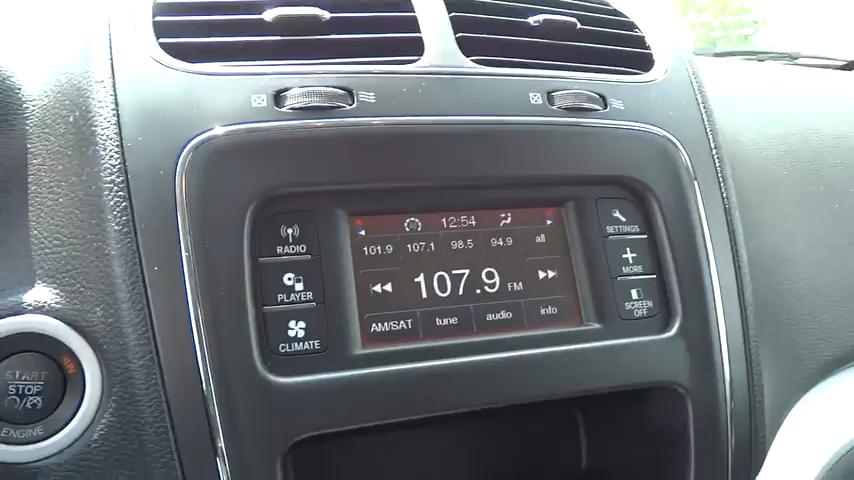 12:54
101.9 107.1 98.5 94.9 all
107.9 FM
AM/SAT tune audio info
RADIO
PLAYER
CLIMATE
SETTINGS
MORE
SCREEN
OFF
START
STOP
ENGINE
RUN